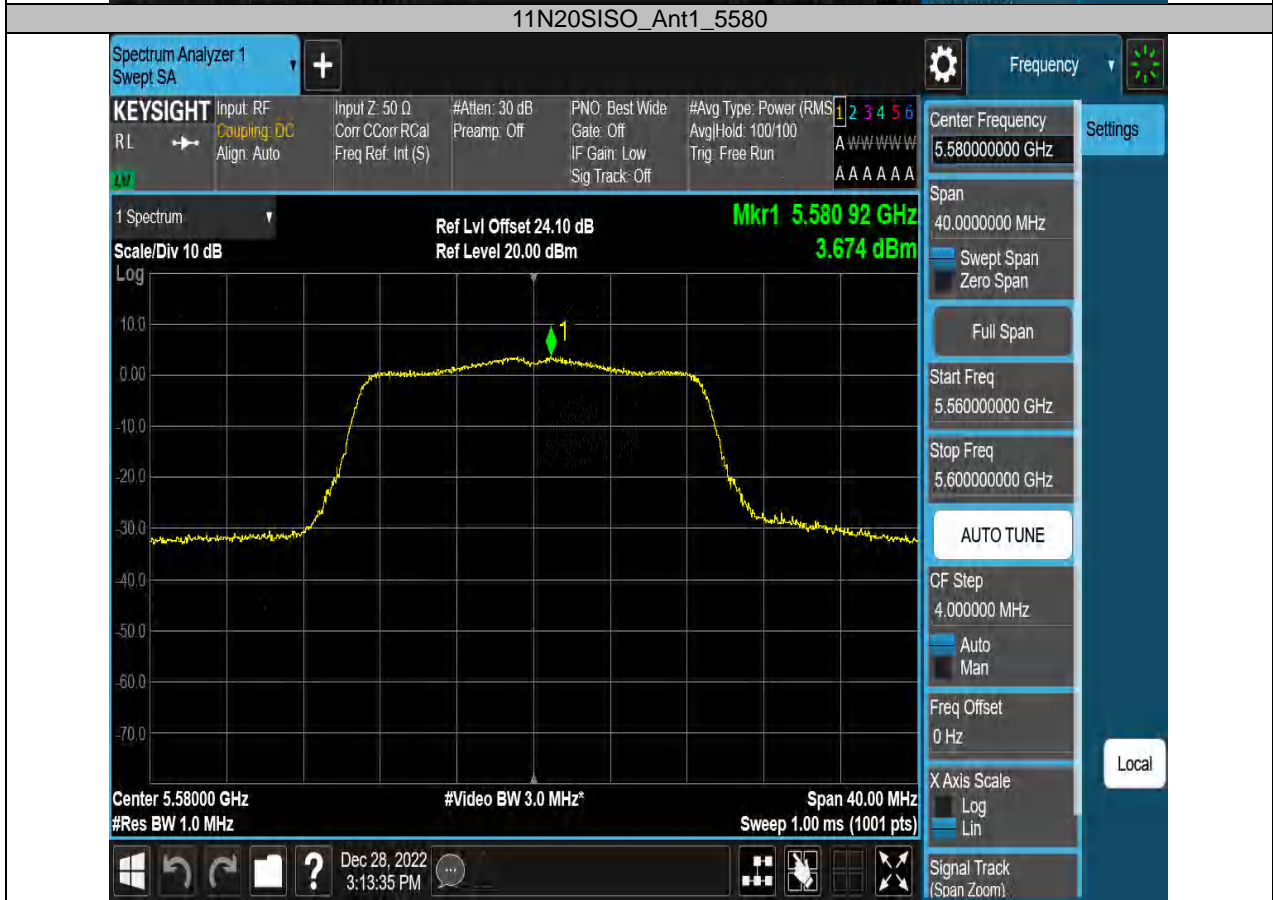 11N20SISO_Ant1_5580
Spectrum Analyzer 1
Swept SA
+
Frequency
KEYSIGHT
RL
Input: RF
Coupling: DC
Align: Auto
Input Z: 50 Ω
Corr CCorr RCal
Freq Ref: Int (S)
#Atten: 30 dB
Preamp: Off
PNO: Best Wide
Gate: Off
IF Gain: Low
Sig Track: Off
#Avg Type: Power (RMS
Avg|Hold: 100/100
Trig: Free Run
1 2 3 4 5 6
A W W W W W
A A A A A A
Center Frequency
5.580000000 GHz
Settings
Span
40.0000000 MHz
Swept Span
Zero Span
Full Span
Start Freq
5.560000000 GHz
Stop Freq
5.600000000 GHz
AUTO TUNE
CF Step
4.000000 MHz
Auto
Man
Freq Offset
0 Hz
X Axis Scale
Log
Lin
Signal Track
(Span Zoom)
Local
1 Spectrum
Scale/Div 10 dB
Log
Ref Lvl Offset 24.10 dB
Ref Level 20.00 dBm
Mkr1 5.580 92 GHz
3.674 dBm
1
10.0
0.00
-10.0
-20.0
-30.0
-40.0
-50.0
-60.0
-70.0
Center 5.58000 GHz
#Res BW 1.0 MHz
#Video BW 3.0 MHz*
Span 40.00 MHz
Sweep 1.00 ms (1001 pts)
?
Dec 28, 2022
3:13:35 PM